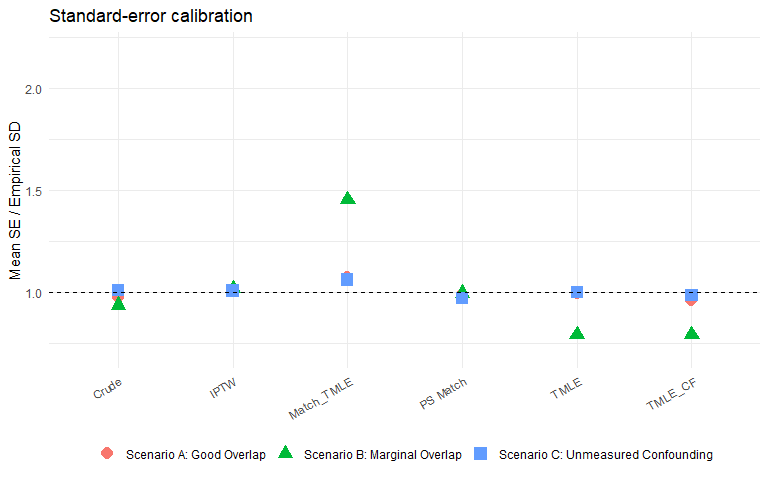 Standard-error calibration
Mean SE / Empirical SD
2.0
1.5
1.0
Crude
IPTW
Match_TMLE
PS Match
TMLE
TMLE_CF
Scenario A: Good Overlap
Scenario B: Marginal Overlap
Scenario C: Unmeasured Confounding